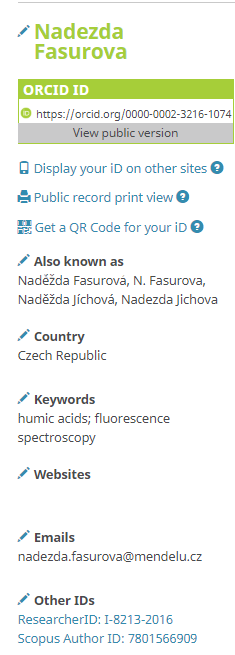 Nadezda
Fasurova
ORCID ID
iD https://orcid.org/0000-0002-3216-1074
View public version
Display your iD on other sites ?
Public record print view ?
Get a QR Code for your iD ?
Also known as
Naděžda Fasurova, N. Fasurova,
Naděžda Jíchová, Nadezda Jichova
Country
Czech Republic
Keywords
humic acids; fluorescence
spectroscopy
Websites
Emails
nadezda.fasurova@mendelu.cz
Other IDs
ResearcherID: I-8213-2016
Scopus Author ID: 7801566909